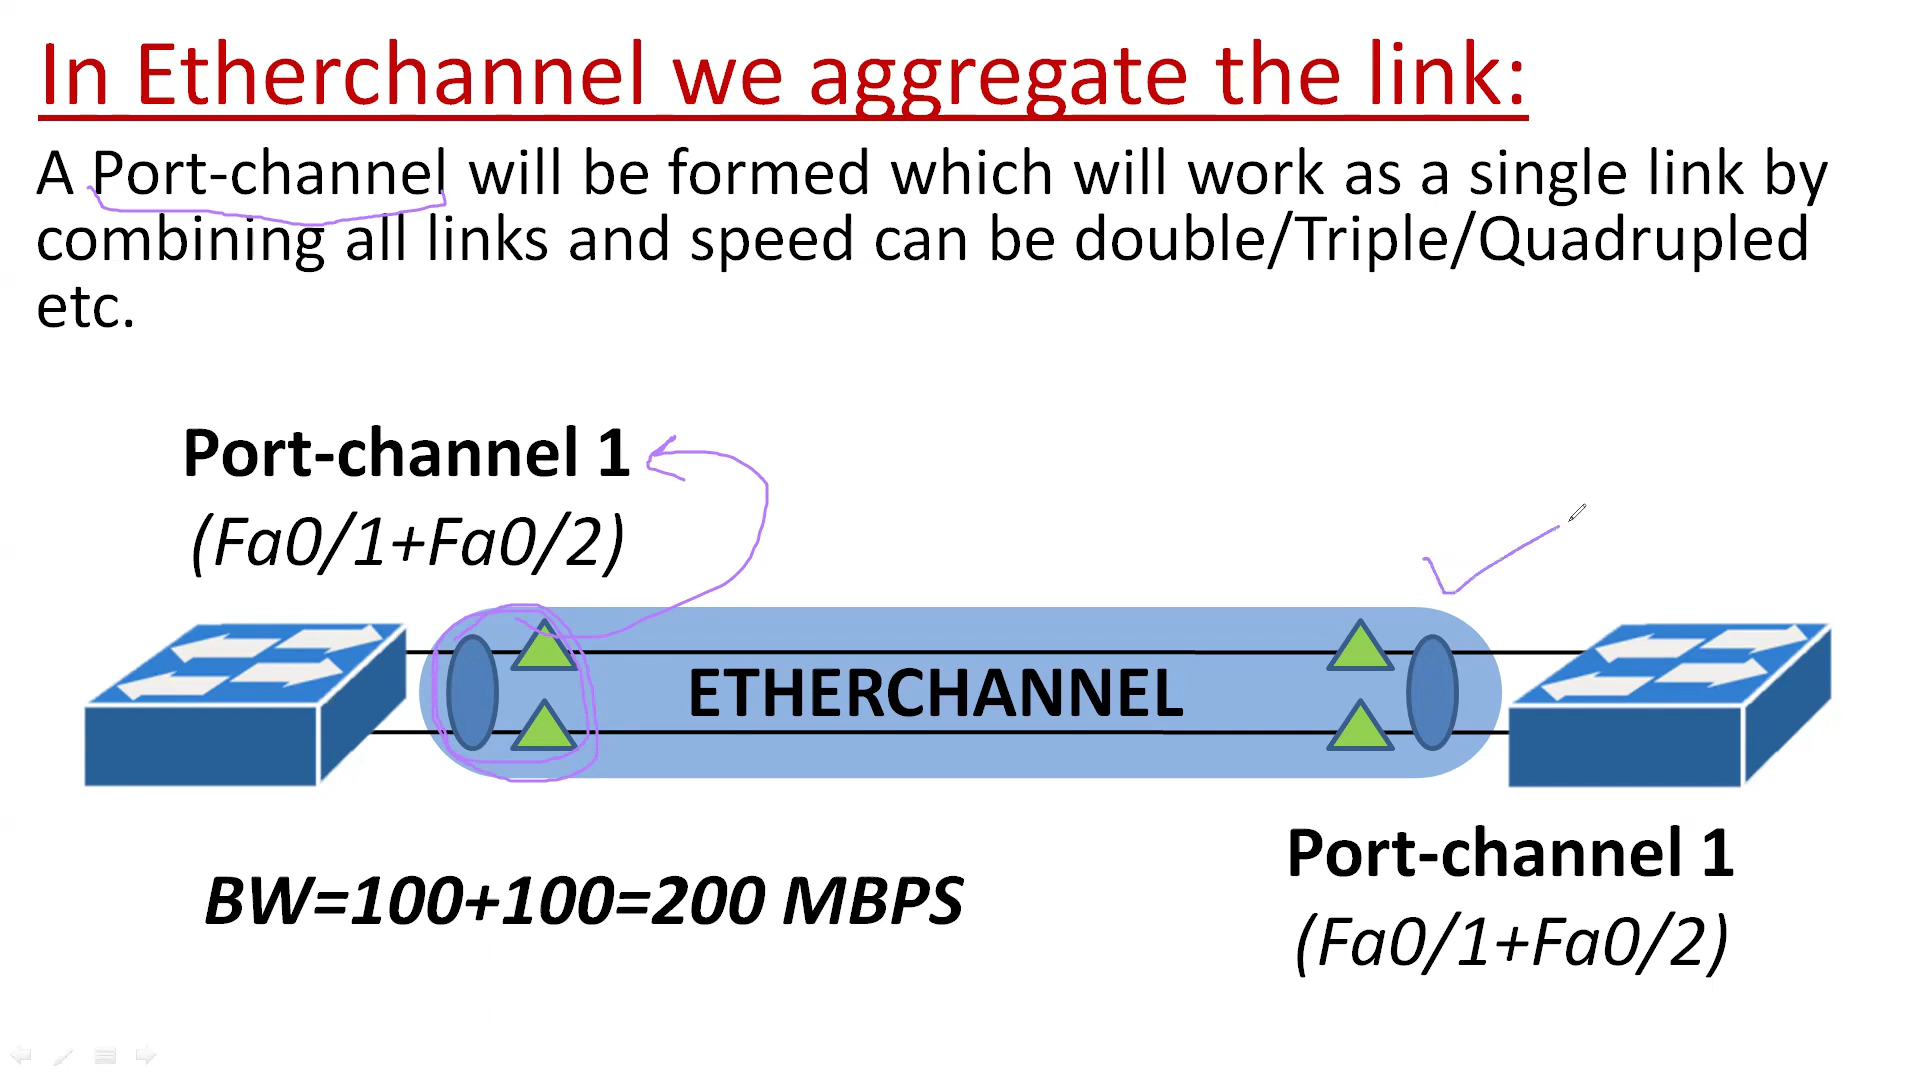 In Etherchannel we aggregate the link:
A Port-channel will be formed which will work as a single link by
combining all links and speed can be double/Triple/Quadrupled
etc.
Port-channel 1
(Fa0/1+Fa0/2)
ETHERCHANNEL
BW=100+100=200 MBPS
Port-channel 1
(Fa0/1+Fa0/2)